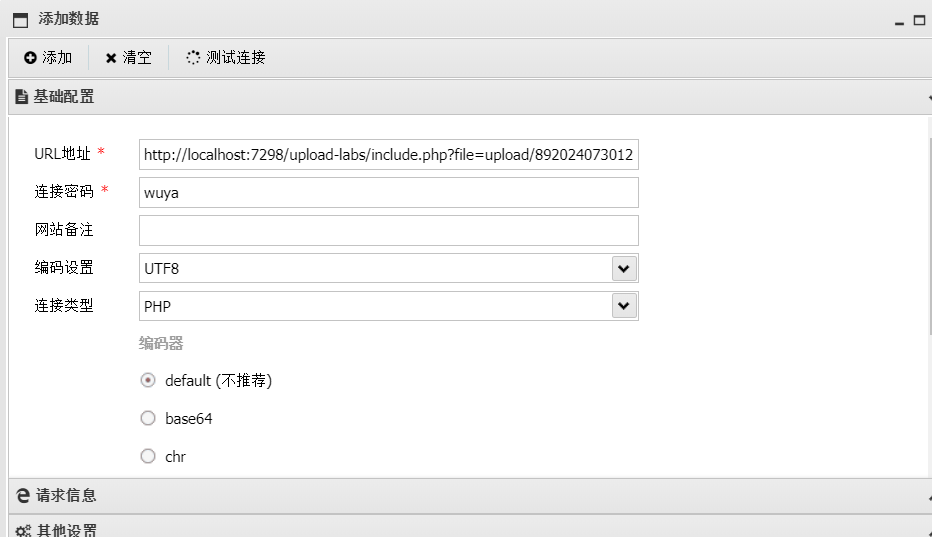 添加数据
添加 清空 测试连接
基础配置
URL地址 * http://localhost:7298/upload-labs/include.php?file=upload/892024073012
连接密码 * wuya
网站备注
编码设置 UTF8
连接类型 PHP
编码器
default (不推荐)
base64
chr
请求信息
其他设置